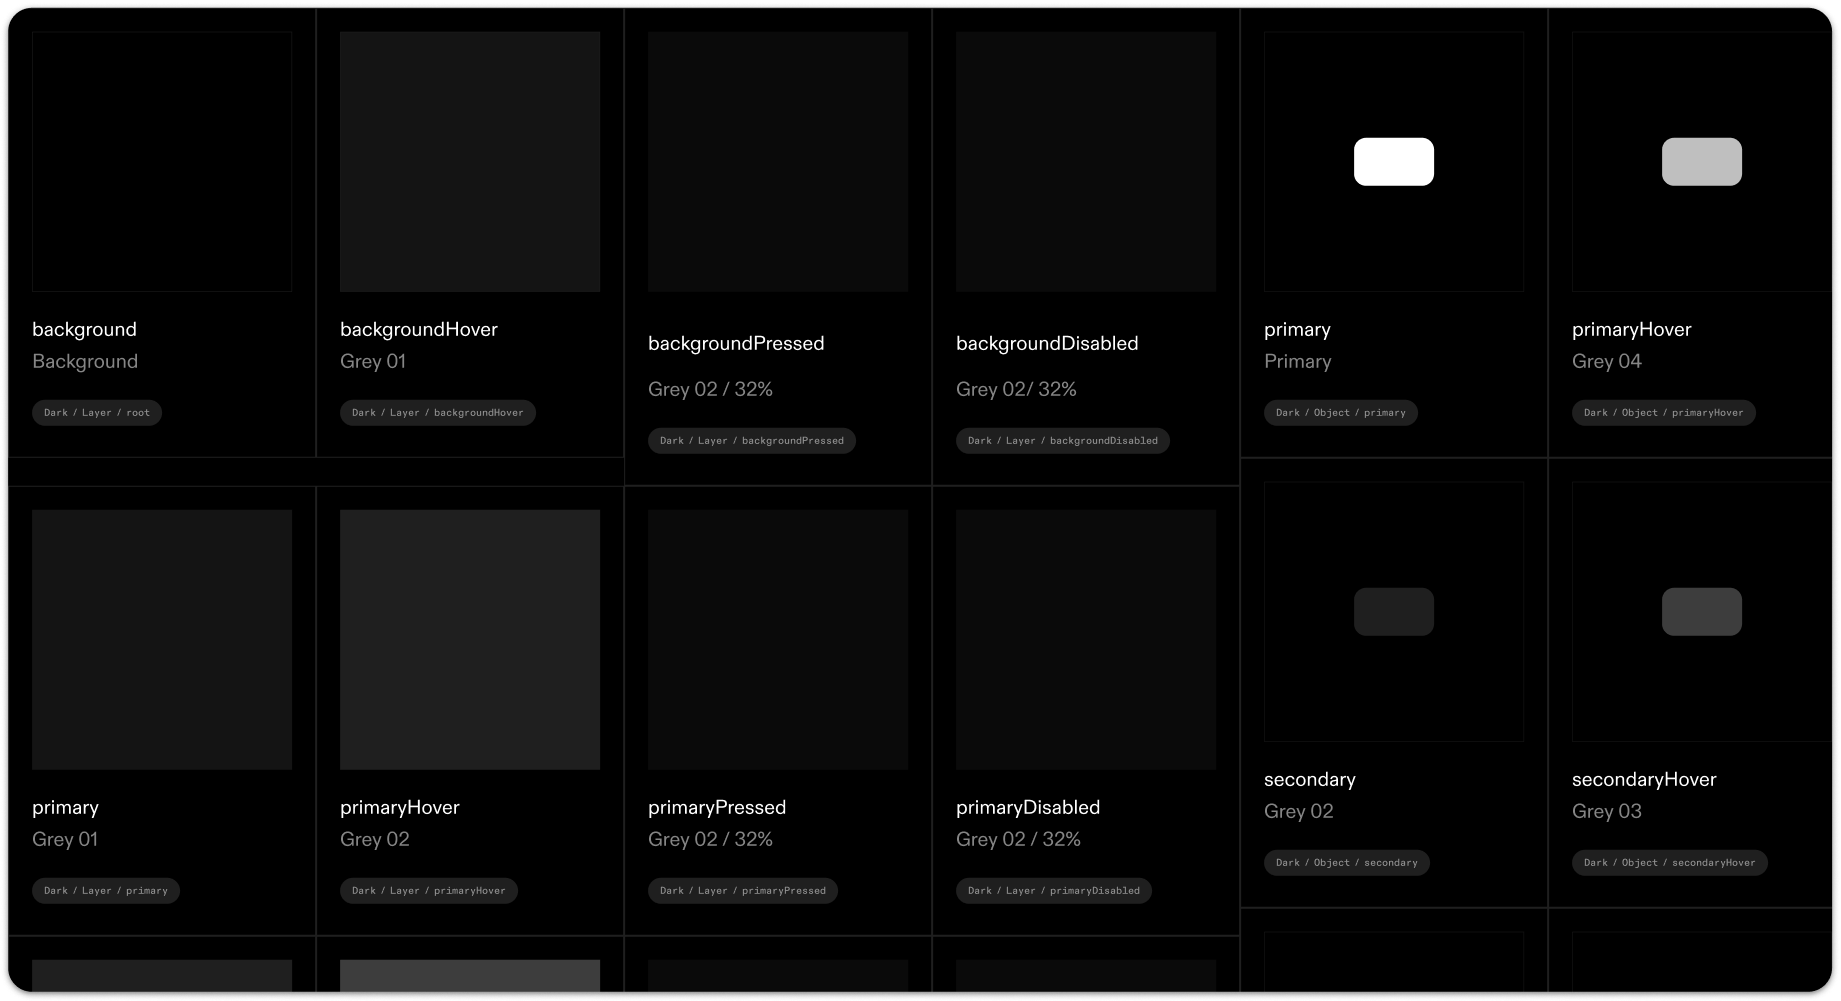 background
Background
Dark / Layer / root
backgroundHover
Grey 01
Dark / Layer / backgroundHover
backgroundPressed
Grey 02 / 32%
Dark / Layer / backgroundPressed
backgroundDisabled
Grey 02/ 32%
Dark / Layer / backgroundDisabled
primary
Primary
Dark / Object / primary
primaryHover
Grey 04
Dark / Object / primaryHover
primary
Grey 01
Dark / Layer / primary
primaryHover
Grey 02
Dark / Layer / primaryHover
primaryPressed
Grey 02 / 32%
Dark / Layer / primaryPressed
primaryDisabled
Grey 02 / 32%
Dark / Layer / primaryDisabled
secondary
Grey 02
Dark / Object / secondary
secondaryHover
Grey 03
Dark / Object / secondaryHover